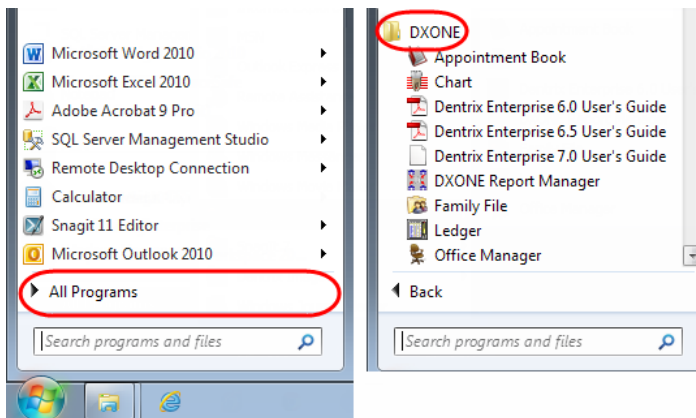 Microsoft Word 2010
Microsoft Excel 2010
Adobe Acrobat 9 Pro
SQL Server Management Studio
Remote Desktop Connection
Calculator
Snagit 11 Editor
Microsoft Outlook 2010
All Programs
Search programs and files
DXONE
Appointment Book
Chart
Dentrix Enterprise 6.0 User's Guide
Dentrix Enterprise 6.5 User's Guide
Dentrix Enterprise 7.0 User's Guide
DXONE Report Manager
Family File
Ledger
Office Manager
Back
Search programs and files